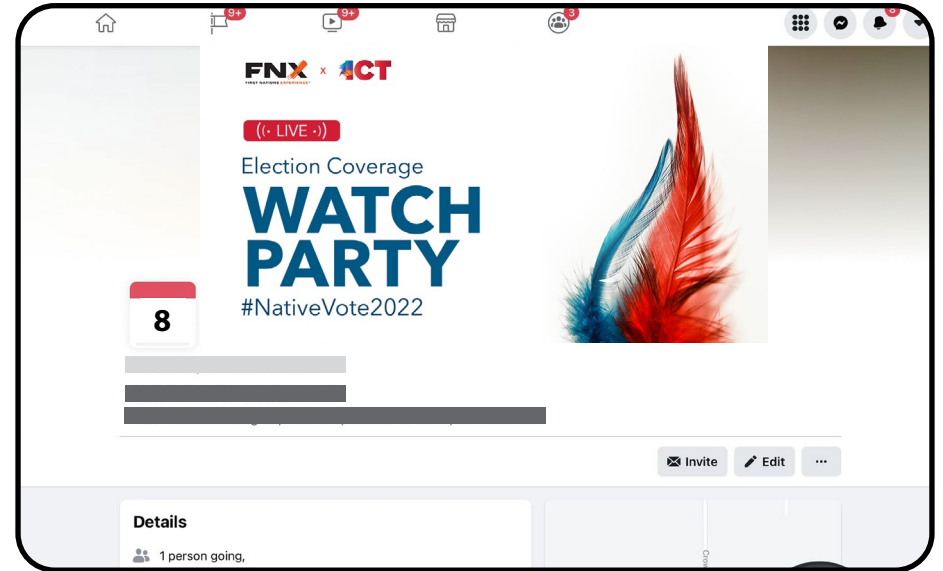 9+
9+
3
8
FNX x ACT
FIRST NATIONS EXPERIENCE
((• LIVE •))
Election Coverage
WATCH
PARTY
#NativeVote2022
8
Invite
Edit
...
Details
1 person going,